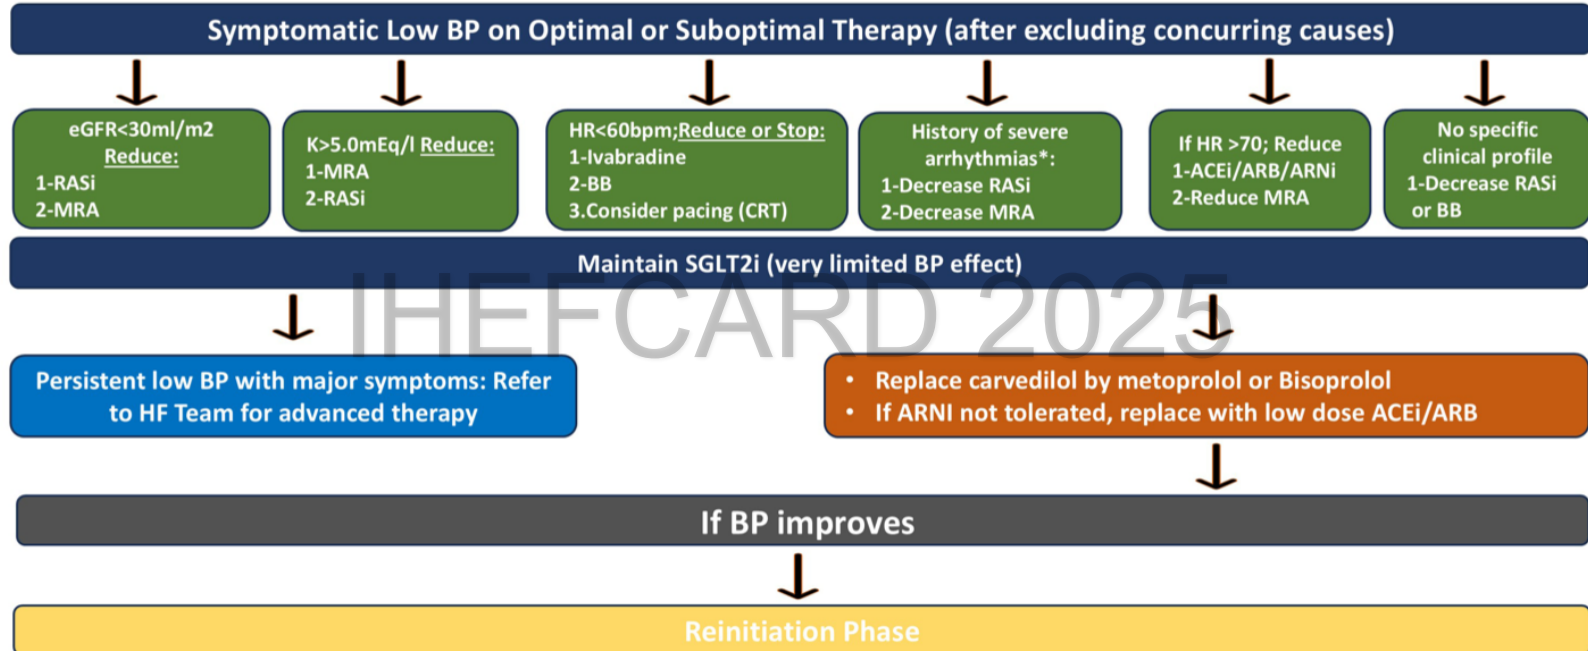 Symptomatic Low BP on Optimal or Suboptimal Therapy (after excluding concurring causes)
eGFR<30ml/m2
Reduce:
1-RASi
2-MRA
K>5.0mEq/l Reduce:
1-MRA
2-RASi
HR<60bpm;Reduce or Stop:
1-Ivabradine
2-BB
3.Consider pacing (CRT)
History of severe
arrhythmias*:
1-Decrease RASi
2-Decrease MRA
If HR >70; Reduce
1-ACEi/ARB/ARNi
2-Reduce MRA
No specific
clinical profile
1-Decrease RASi
or BB
Maintain SGLT2i (very limited BP effect)
IHEFCARD 2025
Persistent low BP with major symptoms: Refer
to HF Team for advanced therapy
• Replace carvedilol by metoprolol or Bisoprolol
• If ARNI not tolerated, replace with low dose ACEi/ARB
If BP improves
Reinitiation Phase